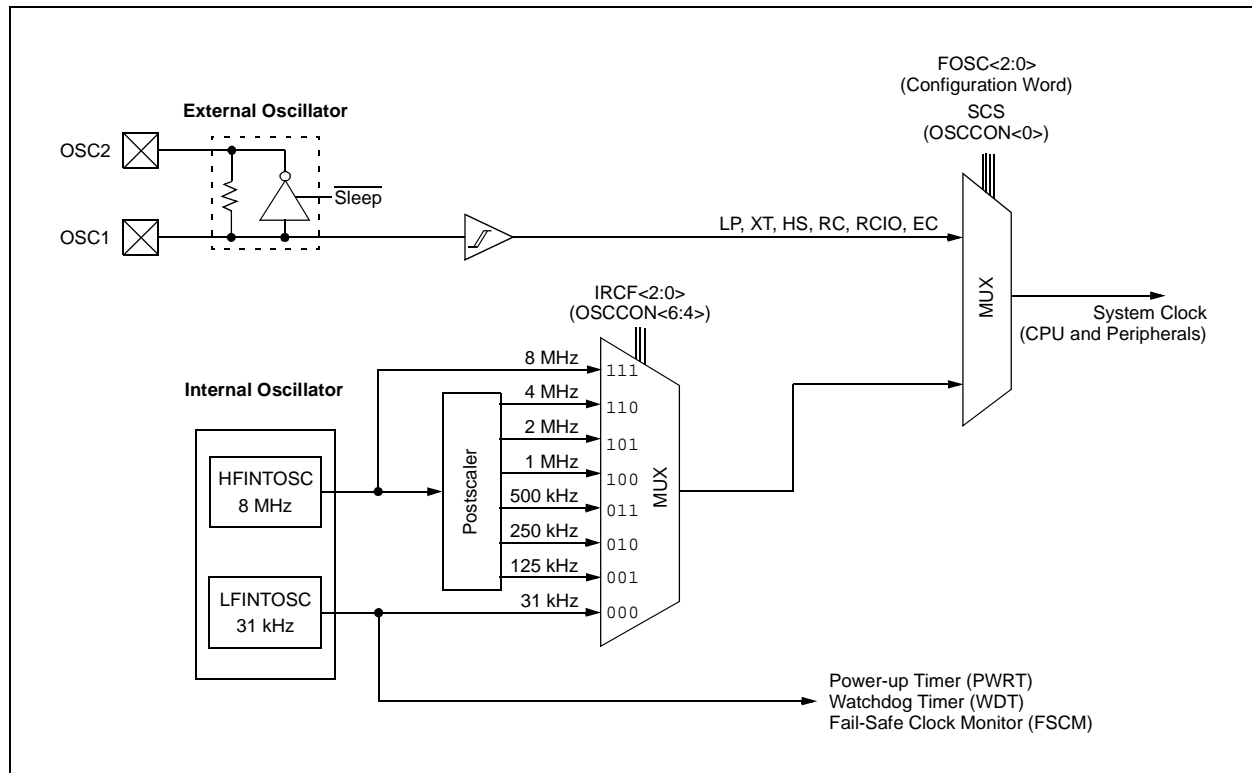 FOSC<2:0>
(Configuration Word)
SCS
(OSCCON<0>)
External Oscillator
OSC2
Sleep
OSC1
LP, XT, HS, RC, RCIO, EC
MUX
System Clock
(CPU and Peripherals)
IRCF<2:0>
(OSCCON<6:4>)
Internal Oscillator
HFINTOSC
8 MHz
LFINTOSC
31 kHz
Postscaler
8 MHz
4 MHz
2 MHz
1 MHz
500 kHz
250 kHz
125 kHz
31 kHz
111
110
101
100
011
010
001
000
MUX
Power-up Timer (PWRT)
Watchdog Timer (WDT)
Fail-Safe Clock Monitor (FSCM)